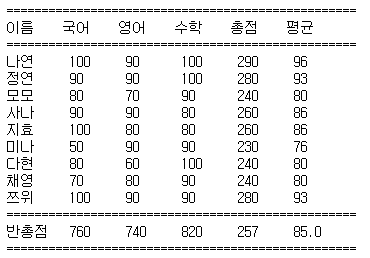 ==================================================
이름 국어 영어 수학 총점 평균
==================================================
나연 100 90 100 290 96
정연 90 90 100 280 93
모모 80 70 90 240 80
사나 90 90 80 260 86
지효 100 80 80 260 86
미나 50 90 90 230 76
다현 80 60 100 240 80
채영 70 80 90 240 80
쯔위 100 90 90 280 93
==================================================
반총점 760 740 820 257 85.0
==================================================